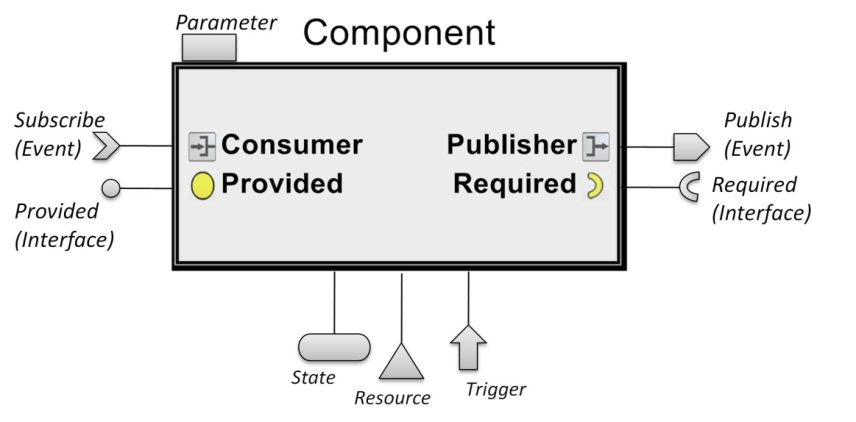 Parameter
Component
Subscribe
(Event)
Consumer
Publisher
Publish
(Event)
Provided
(Interface)
Provided
Required
Required
(Interface)
State
Resource
Trigger